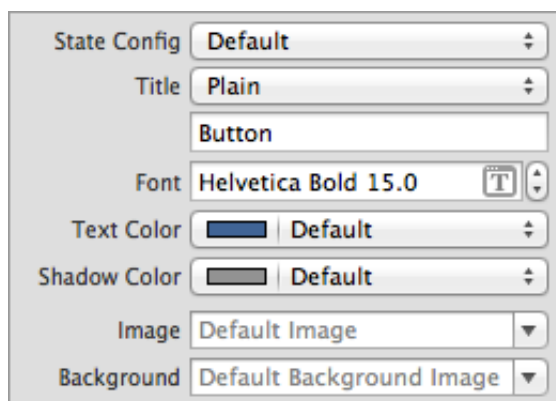 State Config Default
Title Plain
Button
Font Helvetica Bold 15.0 T
Text Color Default
Shadow Color Default
Image Default Image
Background Default Background Image